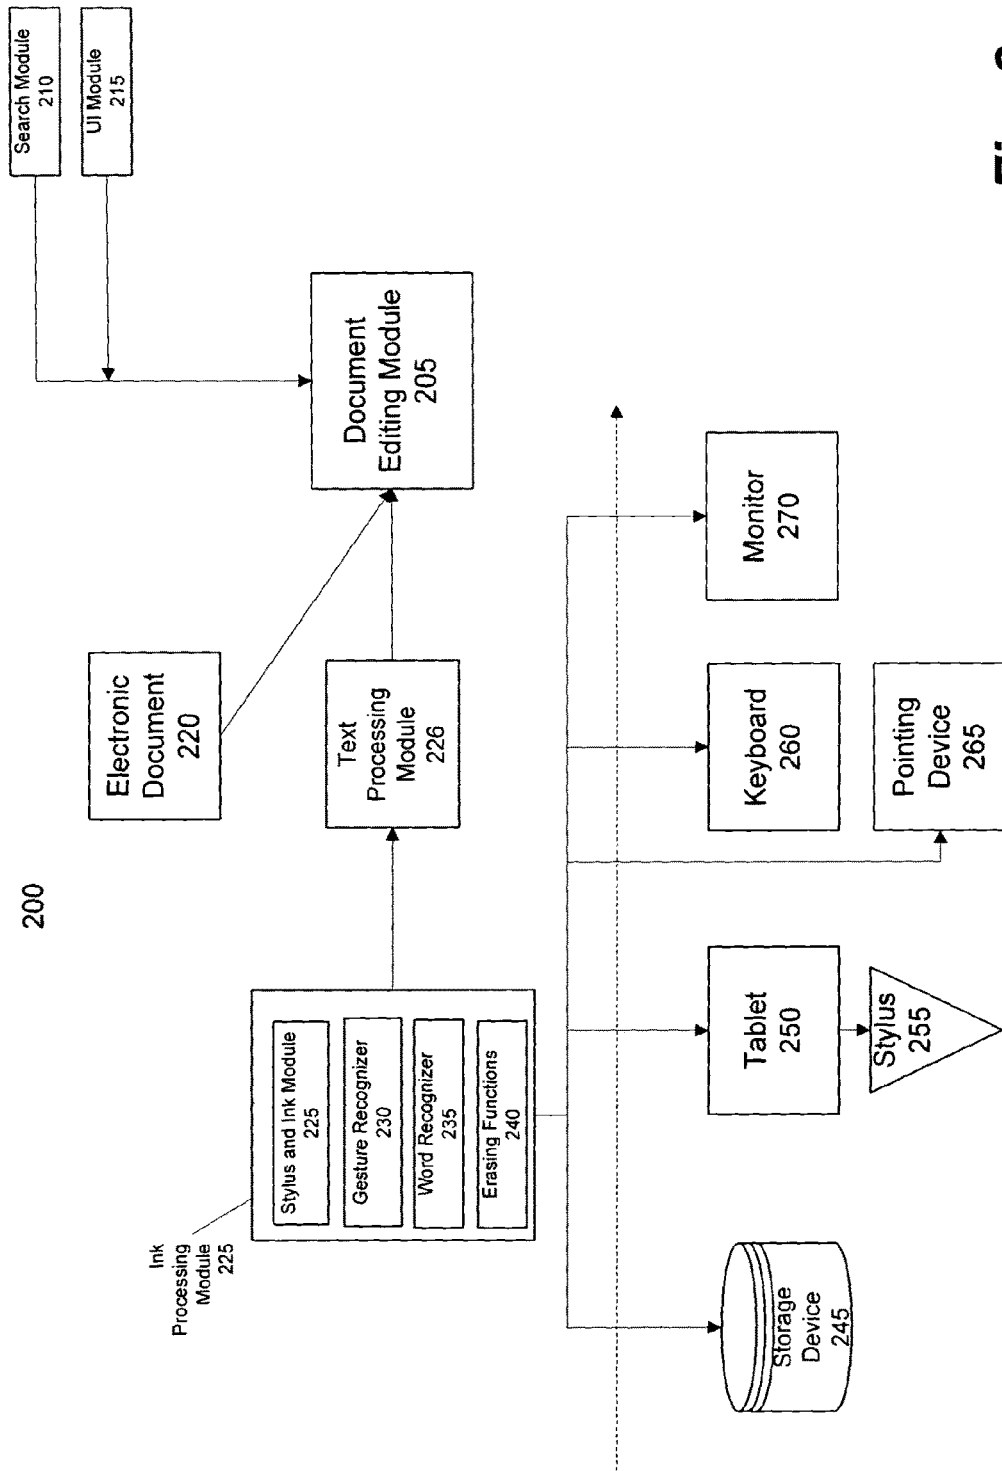 Search Module
210
200
UI Module
215
Electronic
Document
220
Ink
Processing
Module
225
Stylus and Ink Module
225
Gesture Recognizer
230
Word Recognizer
235
Erasing Functions
240
Text
Processing
Module
226
Document
Editing Module
205
Storage
Device
245
Tablet
250
Stylus
255
Keyboard
260
Pointing
Device
265
Monitor
270